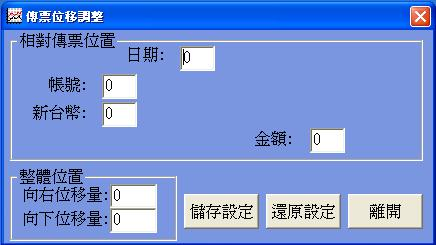 傳票位移調整
相對傳票位置
日期: 0
帳號: 0
新台幣: 0
金額: 0
整體位置
向右位移量: 0
向下位移量: 0
儲存設定 還原設定 離開